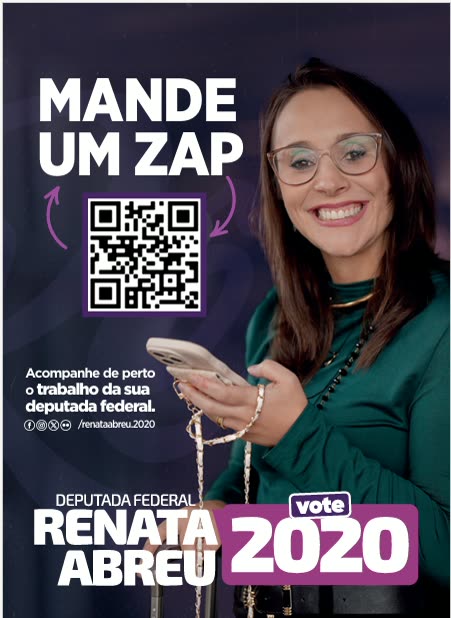 MANDE
UM ZAP
Acompanhe de perto
o trabalho da sua
deputada federal.
/renataabreu.2020
DEPUTADA FEDERAL
RENATA
ABREU
vote
2020